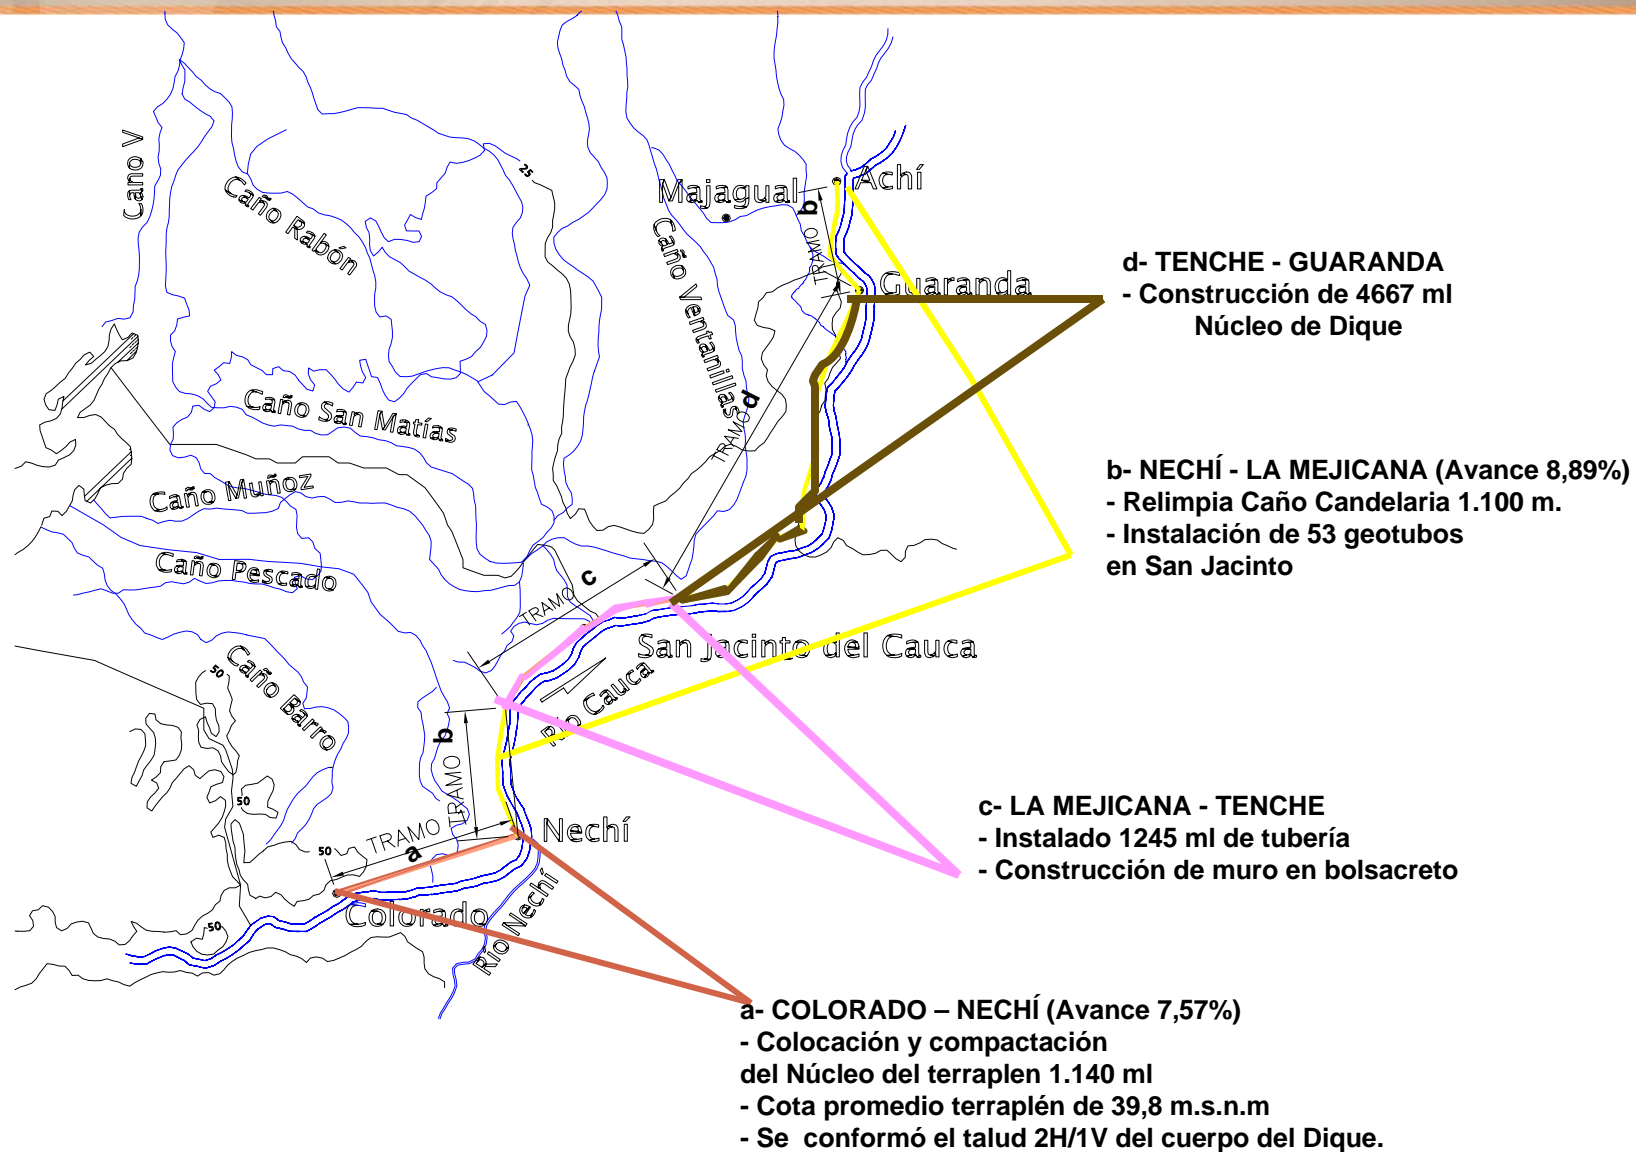 Cano V
Caño Rabón
25
Majagual
Achí
TRAMO b
Guaranda
Caño Ventanillas
TRAMO d
Caño San Matías
Caño Muñoz
Caño Pescado
TRAMO c
San Jacinto del Cauca
Río Cauca
Caño Barro
50
50
50
50
TRAMO b
TRAMO a
Nechí
Colorado
Río Nechí
d- TENCHE - GUARANDA
- Construcción de 4667 ml
Núcleo de Dique
b- NECHÍ - LA MEJICANA (Avance 8,89%)
- Relimpia Caño Candelaria 1.100 m.
- Instalación de 53 geotubos
en San Jacinto
c- LA MEJICANA - TENCHE
- Instalado 1245 ml de tubería
- Construcción de muro en bolsacreto
a- COLORADO – NECHÍ (Avance 7,57%)
- Colocación y compactación
del Núcleo del terraplen 1.140 ml
- Cota promedio terraplén de 39,8 m.s.n.m
- Se conformó el talud 2H/1V del cuerpo del Dique.